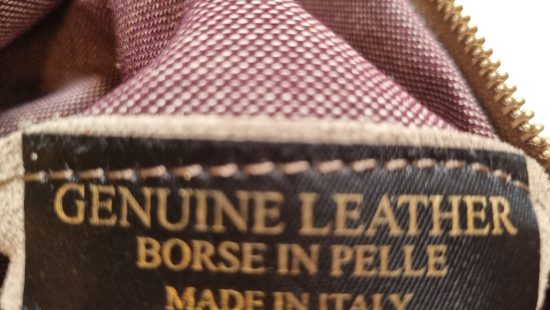 GENUINE LEATHER
BORSE IN PELLE
MADE IN ITALY